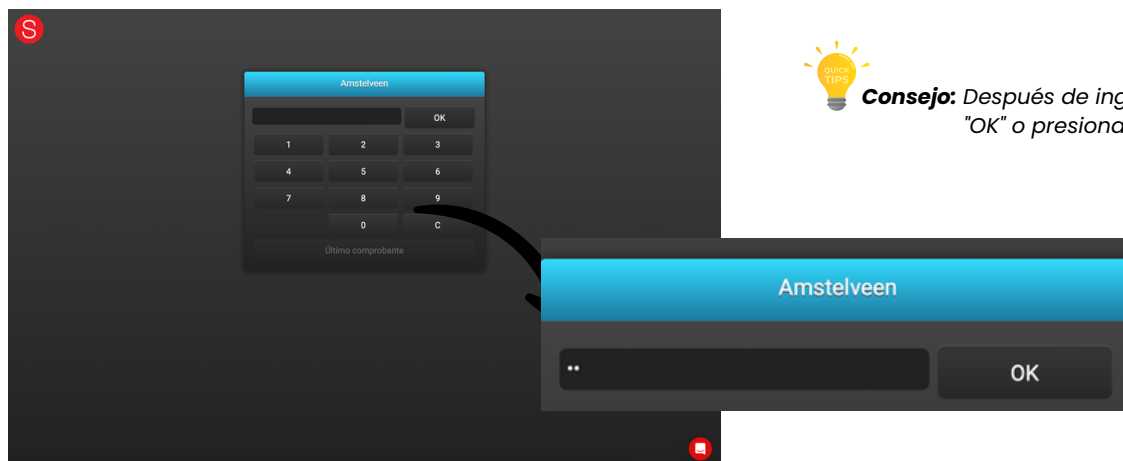 S
Amstelveen
OK
1 2 3
4 5 6
7 8 9
0 C
Último comprobante
QUICK
TIPS
Consejo: Después de ing
"OK" o presiona
Amstelveen
•• OK